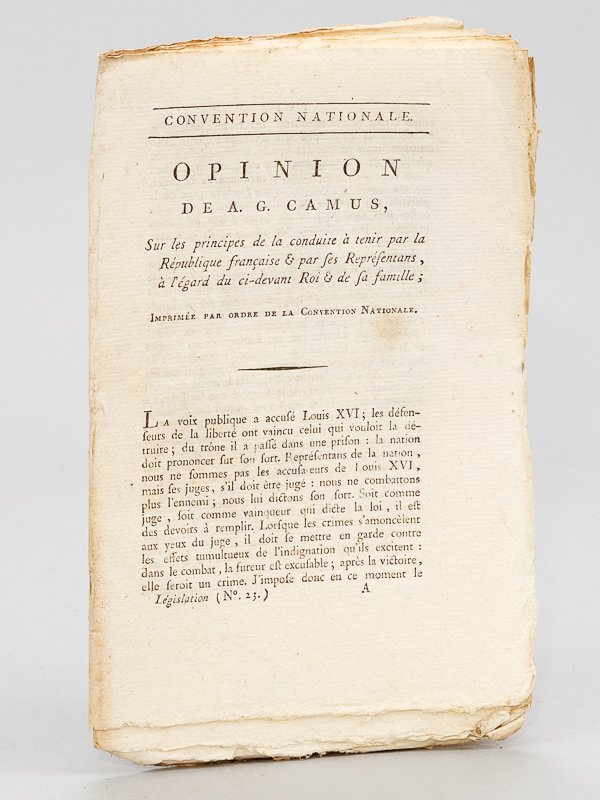 CONVENTION NATIONALE.
OPINION
DE A. G. CAMUS,
Sur les principes de la conduite à tenir par la
République françaiſe & par ſes Repréſentans,
à l'égard du ci-devant Roi & de ſa famille;
IMPRIMÉE PAR ORDRE DE LA CONVENTION NATIONALE.
LA voix publique a accuſé Louis XVI; les défen-
ſeurs de la liberté ont vaincu celui qui vouloit la dé-
truire; du trône il a paſſé dans une priſon : la nation
doit prononcer ſur ſon ſort. Repréſentans de la nation,
nous ne ſommes pas les accuſateurs de Louis XVI,
mais ſes juges, s'il doit être jugé : nous ne combattons
plus l'ennemi; nous lui dictons ſon ſort. Soit comme
juge, ſoit comme vainqueur qui dicte la loi, il eſt
des devoirs à remplir. Lorſque les crimes s'amoncèlent
aux yeux du juge, il doit ſe mettre en garde contre
les effets tumultueux de l'indignation qu'ils excitent :
dans le combat, la fureur eſt excuſable; après la victoire,
elle ſeroit un crime. J'impoſe donc en ce moment le
Législation (N°. 23.) A